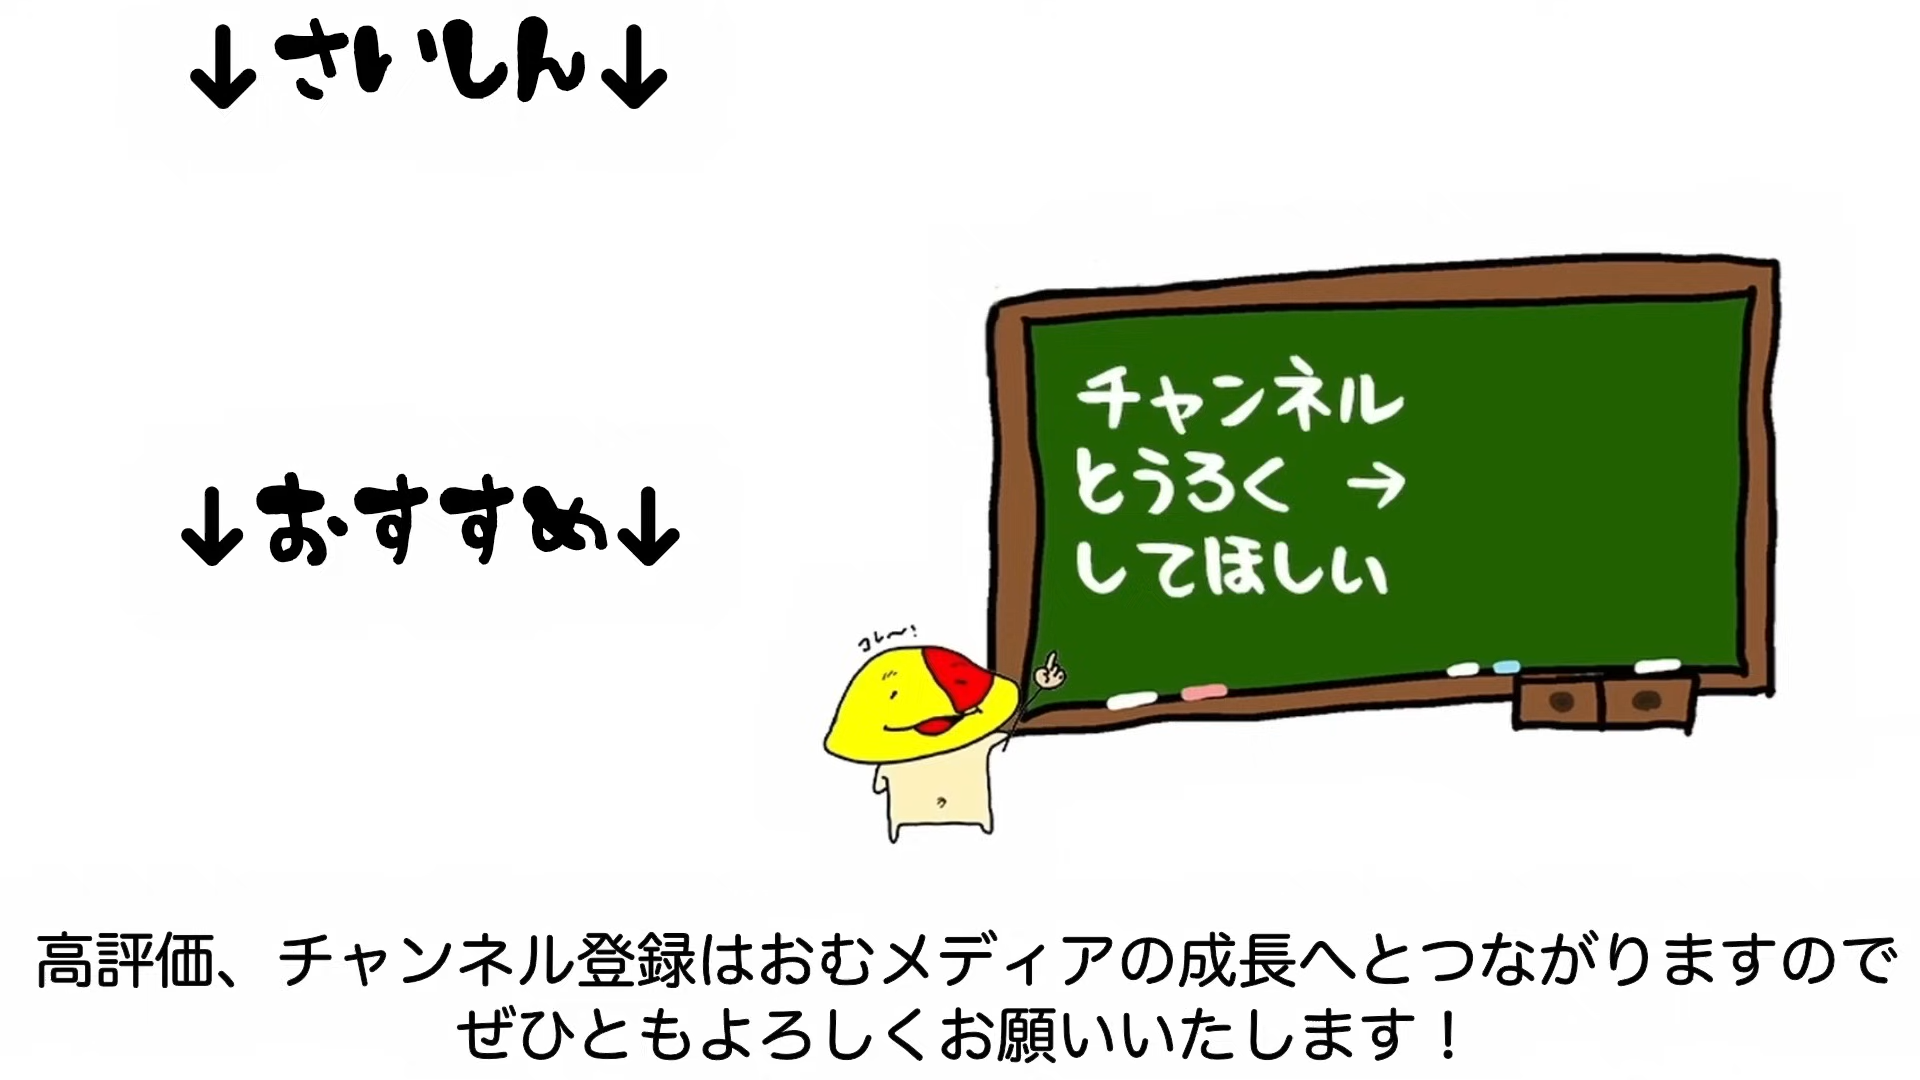 ↓さいしん↓
↓おすすめ↓
チャンネル
とうろく →
してほしい
コレ〜!
高評価、チャンネル登録はおむメディアの成長へとつながりますので
ぜひともよろしくお願いいたします！